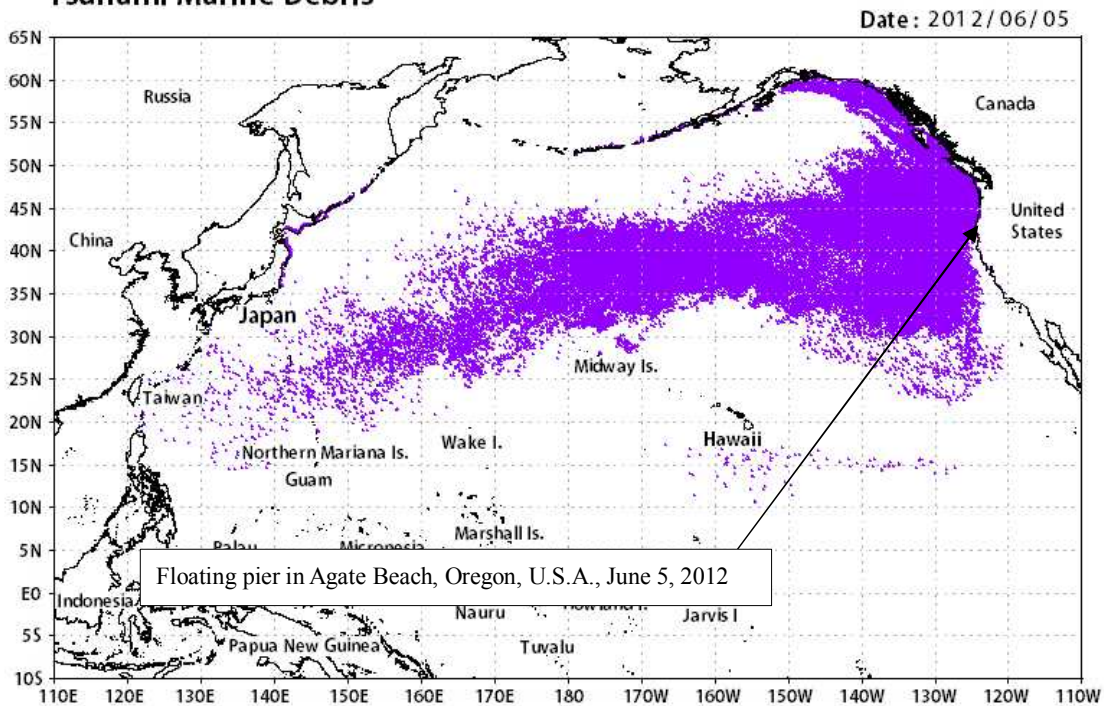 Tsunami Marine Debris
Date: 2012/06/05
65N
60N
55N
50N
45N
40N
35N
30N
25N
20N
15N
10N
5N
EQ
5S
10S
Russia
Canada
China
United
States
Japan
Midway Is.
Taiwan
Hawaii
Wake I.
Northern Mariana Is.
Guam
Marshall Is.
Palau
Micronesia
Floating pier in Agate Beach, Oregon, U.S.A., June 5, 2012
Indonesia
Nauru
Howland I.
Jarvis I
Papua New Guinea
Tuvalu
110E 120E 130E 140E 150E 160E 170E 180 170W 160W 150W 140W 130W 120W 110W